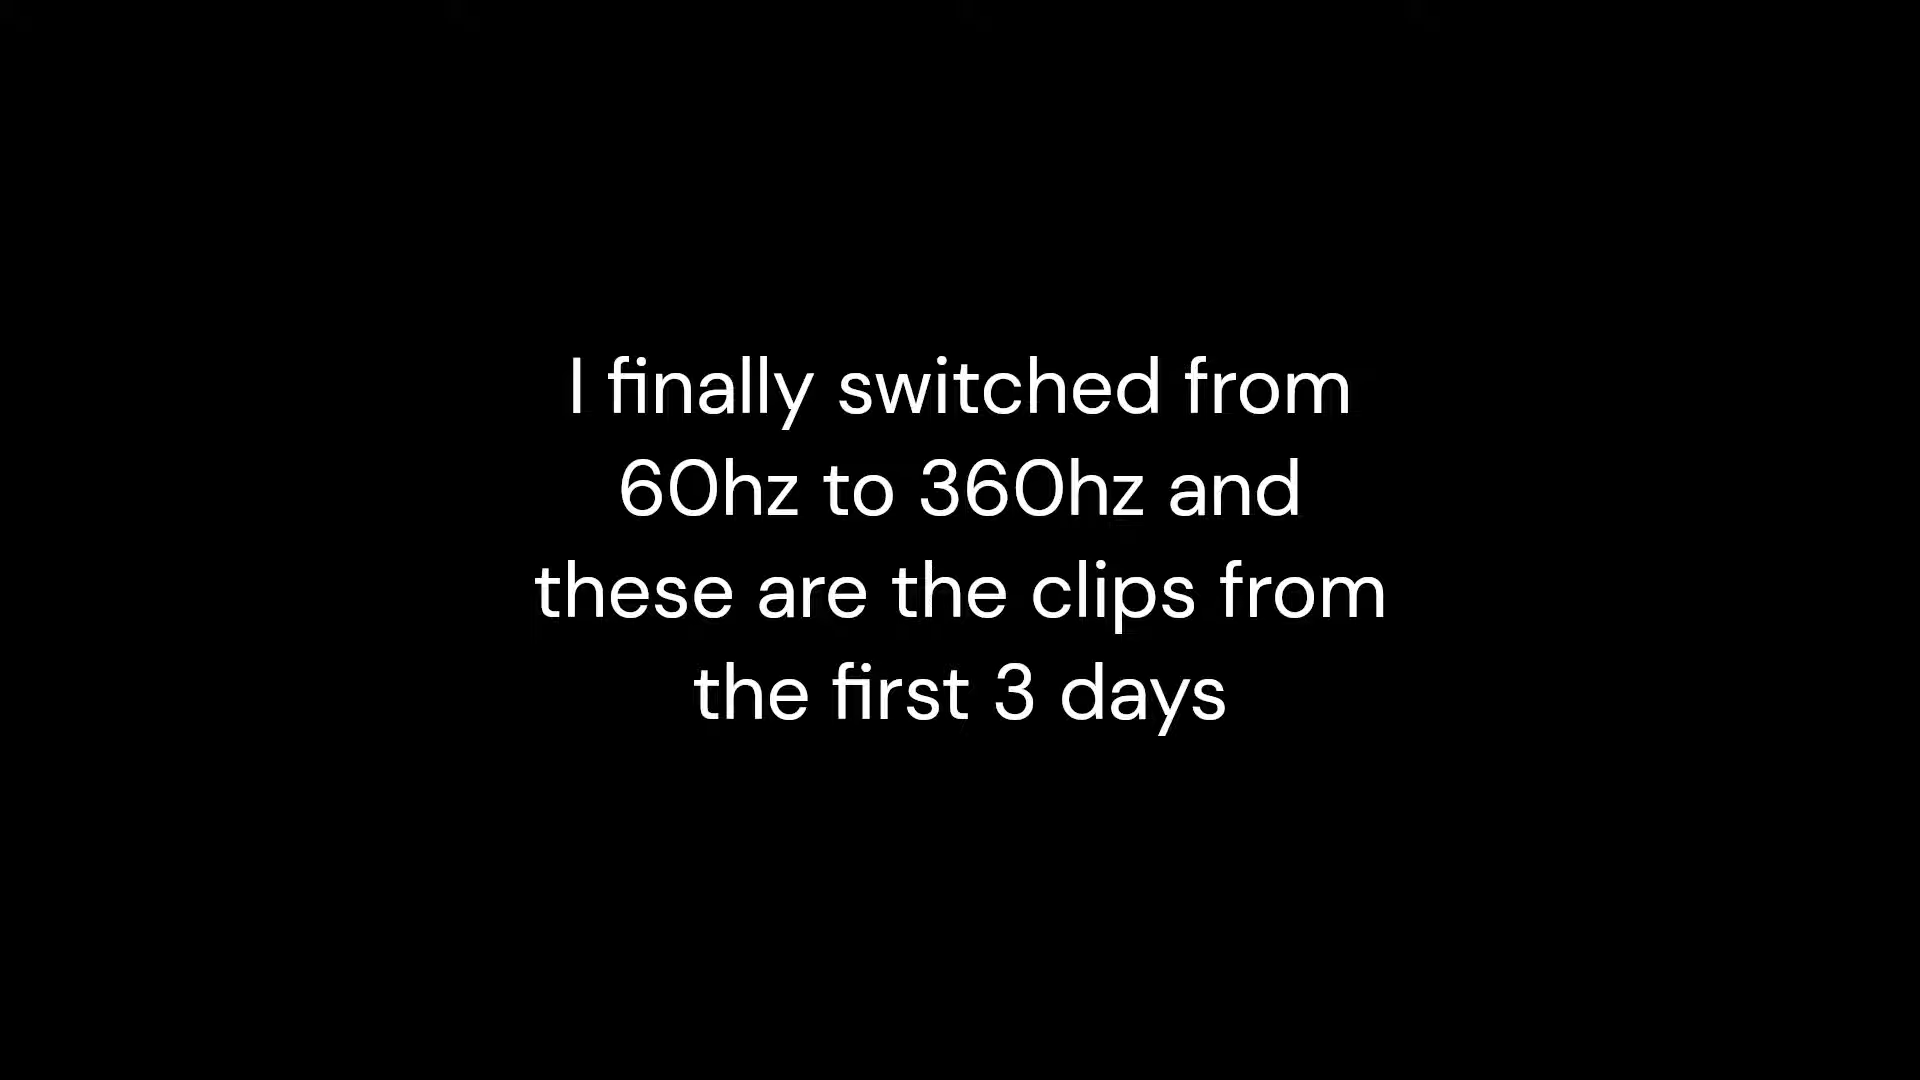 I finally switched from
60hz to 360hz and
these are the clips from
the first 3 days